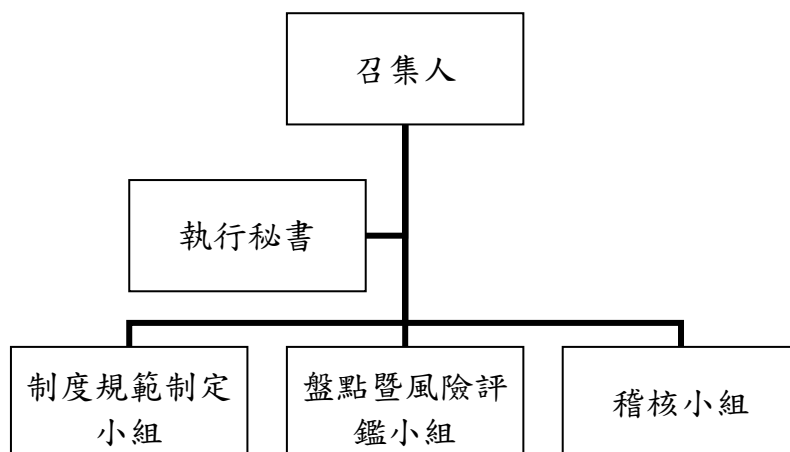 召集人
執行秘書
制度規範制定
小組
盤點暨風險評
鑑小組
稽核小組